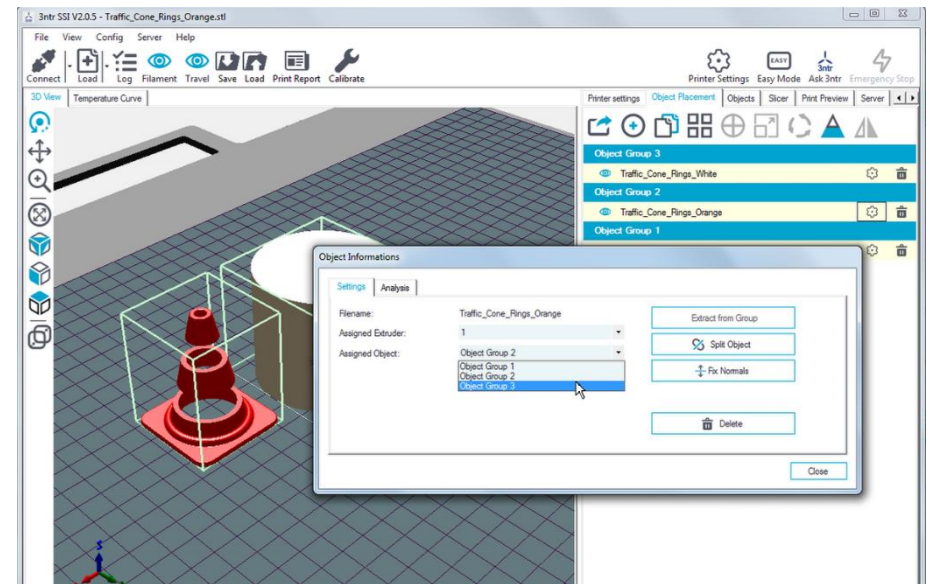 3ntr SSI V2.0.5 - Traffic_Cone_Rings_Orange.stl
File View Config Server Help
Connect Load Log Filament Travel Save Load Print Report Calibrate
EASY
3ntr
Printer Settings Easy Mode Ask 3ntr Emergency Stop
3D View Temperature Curve
Printer settings Object Placement Objects Slicer Print Preview Server
Object Group 3
Traffic_Cone_Rings_White
Object Group 2
Traffic_Cone_Rings_Orange
Object Group 1
Object Informations
Settings Analysis
Filename: Traffic_Cone_Rings_Orange
Extract from Group
Assigned Extruder: 1
Split Object
Assigned Object: Object Group 2
Object Group 1
Object Group 2
Object Group 3
Fix Normals
Delete
Close